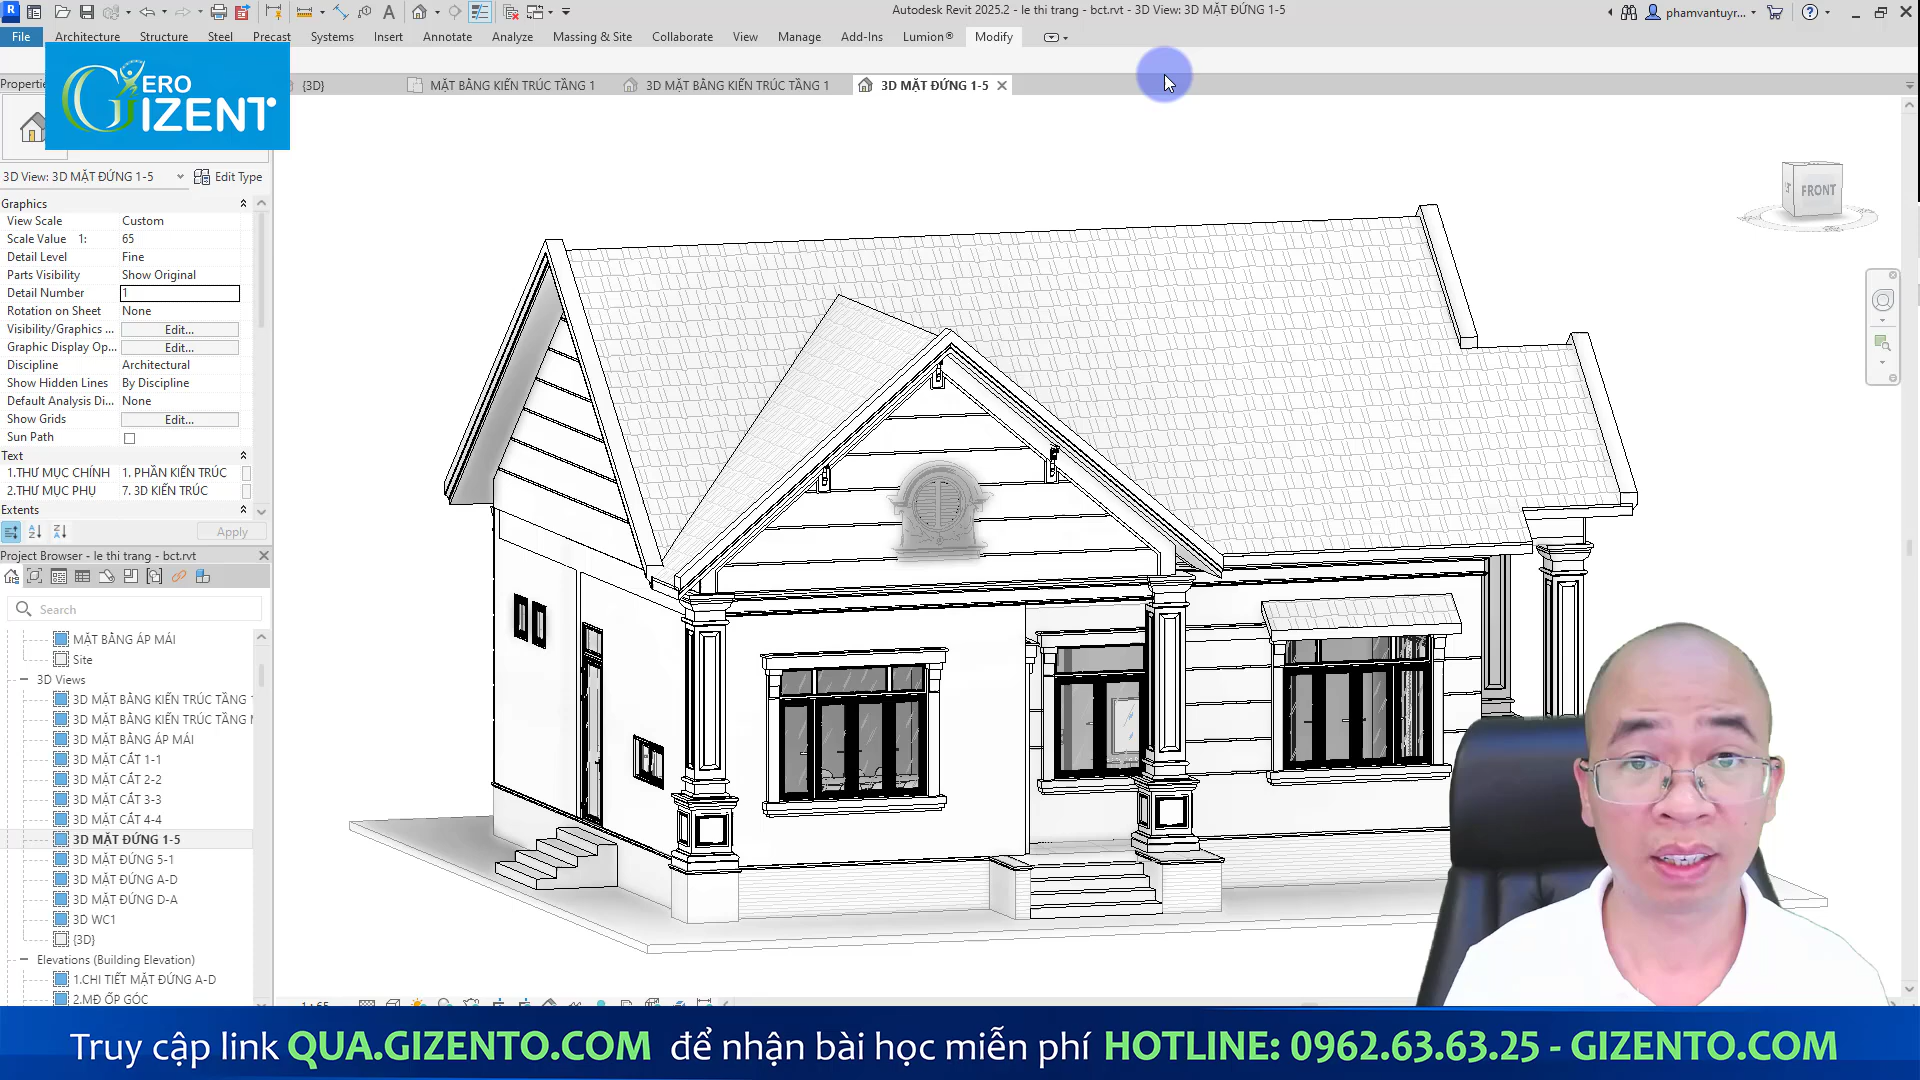 Autodesk Revit 2025.2 - le thi trang - bct.rvt - 3D View: 3D MẶT ĐỨNG 1-5
phamvantuyr...
File Architecture Structure Steel Precast Systems Insert Annotate Analyze Massing & Site Collaborate View Manage Add-Ins Lumion® Modify
Properti
ERO
GIZENT
{3D}
MẶT BẰNG KIẾN TRÚC TẦNG 1
3D MẶT BẰNG KIẾN TRÚC TẦNG 1
3D MẶT ĐỨNG 1-5
3D View: 3D MẶT ĐỨNG 1-5
Edit Type
Graphics
View Scale Custom
Scale Value 1: 65
Detail Level Fine
Parts Visibility Show Original
Detail Number 1
Rotation on Sheet None
Visibility/Graphics ... Edit...
Graphic Display Op... Edit...
Discipline Architectural
Show Hidden Lines By Discipline
Default Analysis Di... None
Show Grids Edit...
Sun Path
Text
1.THƯ MỤC CHÍNH 1. PHẦN KIẾN TRÚC
2.THƯ MỤC PHỤ 7. 3D KIẾN TRÚC
Extents
Apply
Project Browser - le thi trang - bct.rvt
Search
MẶT BẰNG ÁP MÁI
Site
3D Views
3D MẶT BẰNG KIẾN TRÚC TẦNG 1
3D MẶT BẰNG KIẾN TRÚC TẦNG
3D MẶT BẰNG ÁP MÁI
3D MẶT CẮT 1-1
3D MẶT CẮT 2-2
3D MẶT CẮT 3-3
3D MẶT CẮT 4-4
3D MẶT ĐỨNG 1-5
3D MẶT ĐỨNG 5-1
3D MẶT ĐỨNG A-D
3D MẶT ĐỨNG D-A
3D WC1
{3D}
Elevations (Building Elevation)
1.CHI TIẾT MẶT ĐỨNG A-D
2.MĐ ỐP GÓC
FRONT
1 : 65
Truy cập link QUA.GIZENTO.COM để nhận bài học miễn phí HOTLINE: 0962.63.63.25 - GIZENTO.COM